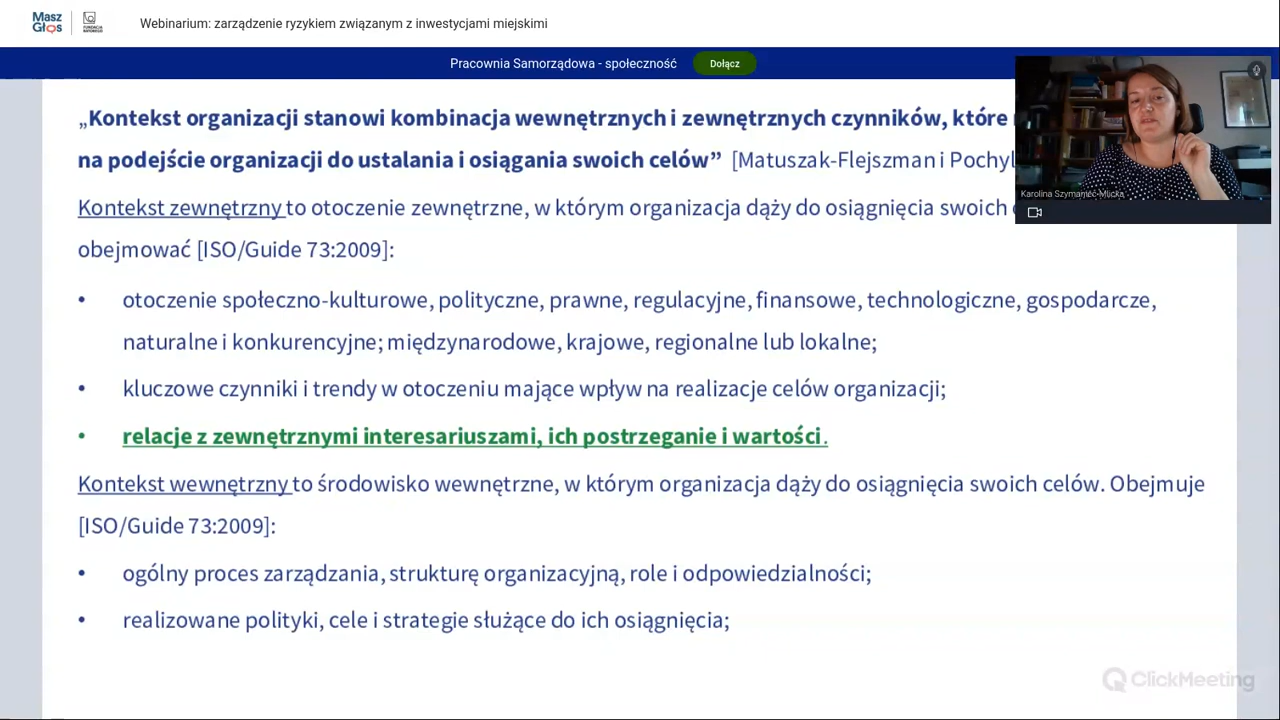 Masz
Głos
FUNDACJA
BATOREGO
Webinarium: zarządzenie ryzykiem związanym z inwestycjami miejskimi
Pracownia Samorządowa - społeczność
Dołącz
„Kontekst organizacji stanowi kombinacja wewnętrznych i zewnętrznych czynników, które
na podejście organizacji do ustalania i osiągania swoich celów” [Matuszak-Flejszman i Pochyl
Karolina Szymaniec-Mlicka
Kontekst zewnętrzny to otoczenie zewnętrzne, w którym organizacja dąży do osiągnięcia swoich
obejmować [ISO/Guide 73:2009]:
• otoczenie społeczno-kulturowe, polityczne, prawne, regulacyjne, finansowe, technologiczne, gospodarcze,
naturalne i konkurencyjne; międzynarodowe, krajowe, regionalne lub lokalne;
• kluczowe czynniki i trendy w otoczeniu mające wpływ na realizacje celów organizacji;
• relacje z zewnętrznymi interesariuszami, ich postrzeganie i wartości.
Kontekst wewnętrzny to środowisko wewnętrzne, w którym organizacja dąży do osiągnięcia swoich celów. Obejmuje
[ISO/Guide 73:2009]:
• ogólny proces zarządzania, strukturę organizacyjną, role i odpowiedzialności;
• realizowane polityki, cele i strategie służące do ich osiągnięcia;
ClickMeeting